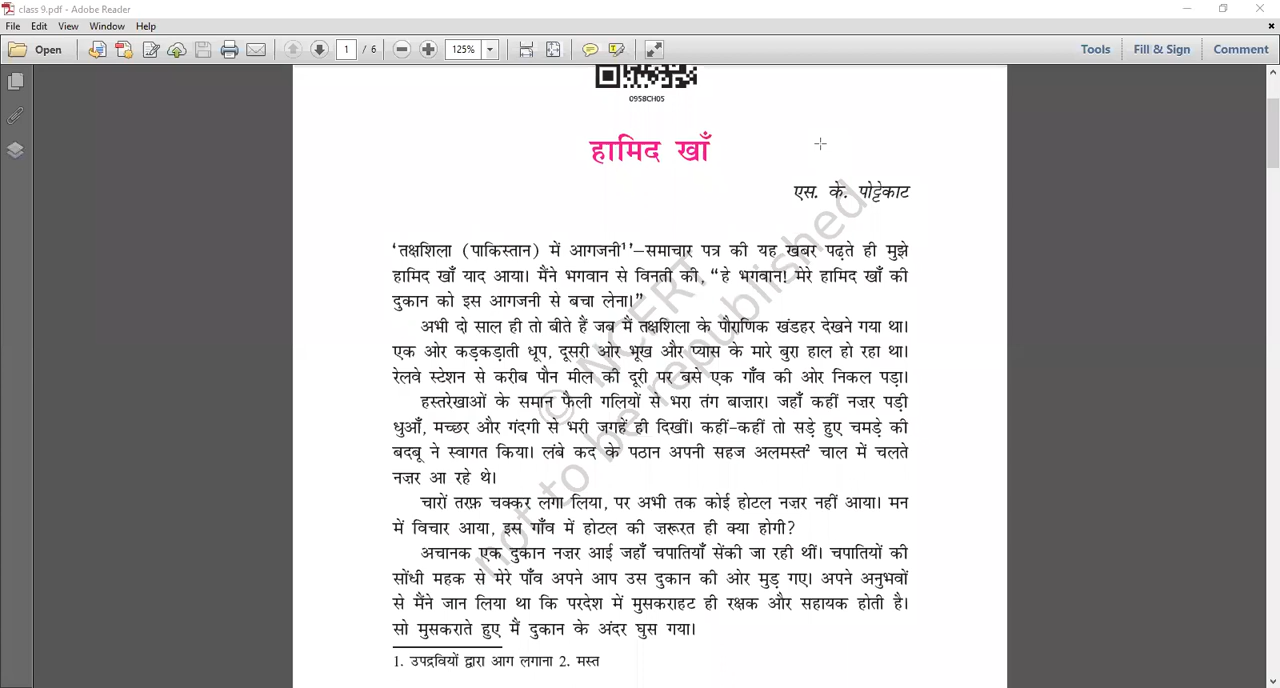 class 9.pdf - Adobe Reader
File Edit View Window Help
Open 1 / 6 125% Tools Fill & Sign Comment
0958CH05
हामिद खाँ
एस. के. पोट्टेकाट
‘तक्षशिला (पाकिस्तान) में आगजनी¹’–समाचार पत्र की यह खबर पढ़ते ही मुझे
हामिद खाँ याद आया। मैंने भगवान से विनती की, “हे भगवान! मेरे हामिद खाँ की
दुकान को इस आगजनी से बचा लेना।”
अभी दो साल ही तो बीते हैं जब मैं तक्षशिला के पौराणिक खंडहर देखने गया था।
एक ओर कड़कड़ाती धूप, दूसरी ओर भूख और प्यास के मारे बुरा हाल हो रहा था।
रेलवे स्टेशन से करीब पौन मील की दूरी पर बसे एक गाँव की ओर निकल पड़ा।
हस्तरेखाओं के समान फैली गलियों से भरा तंग बाज़ार। जहाँ कहीं नज़र पड़ी
धुआँ, मच्छर और गंदगी से भरी जगहें ही दिखीं। कहीं-कहीं तो सड़े हुए चमड़े की
बदबू ने स्वागत किया। लंबे कद के पठान अपनी सहज अलमस्त² चाल में चलते
नज़र आ रहे थे।
चारों तरफ़ चक्कर लगा लिया, पर अभी तक कोई होटल नज़र नहीं आया। मन
में विचार आया, इस गाँव में होटल की ज़रूरत ही क्या होगी?
अचानक एक दुकान नज़र आई जहाँ चपातियाँ सेंकी जा रही थीं। चपातियों की
सोंधी महक से मेरे पाँव अपने आप उस दुकान की ओर मुड़ गए। अपने अनुभवों
से मैंने जान लिया था कि परदेश में मुसकराहट ही रक्षक और सहायक होती है।
सो मुसकराते हुए मैं दुकान के अंदर घुस गया।
1. उपद्रवियों द्वारा आग लगाना 2. मस्त
© NCERT
not to be republished